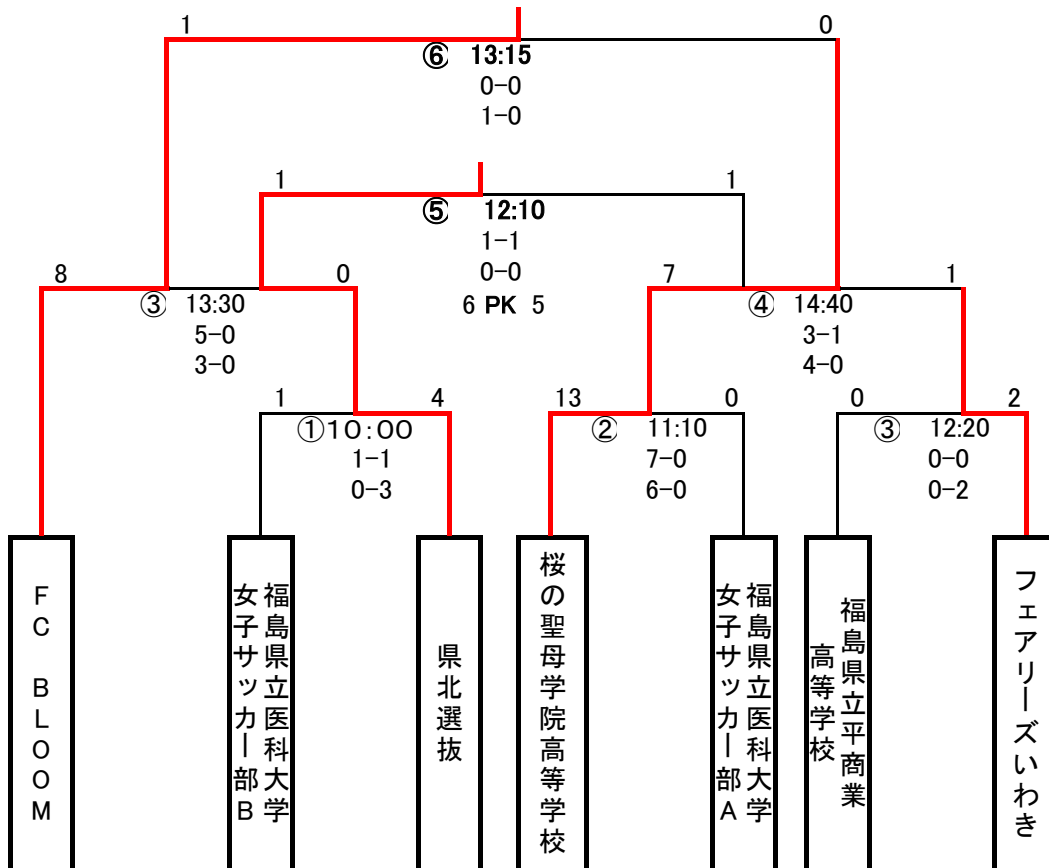 1 0
⑥ 13:15
0-0
1-0
1 1
⑤ 12:10
1-1
0-0
6 PK 5
8 0
③ 13:30
5-0
3-0
7 1
④ 14:40
3-1
4-0
1 4
①10:00
1-1
0-3
13 0
② 11:10
7-0
6-0
0 2
③ 12:20
0-0
0-2
FC BLOOM
福島県立医科大学
女子サッカー部B
県北選抜
桜の聖母学院高等学校
福島県立医科大学
女子サッカー部A
福島県立平商業
高等学校
フェアリーズいわき